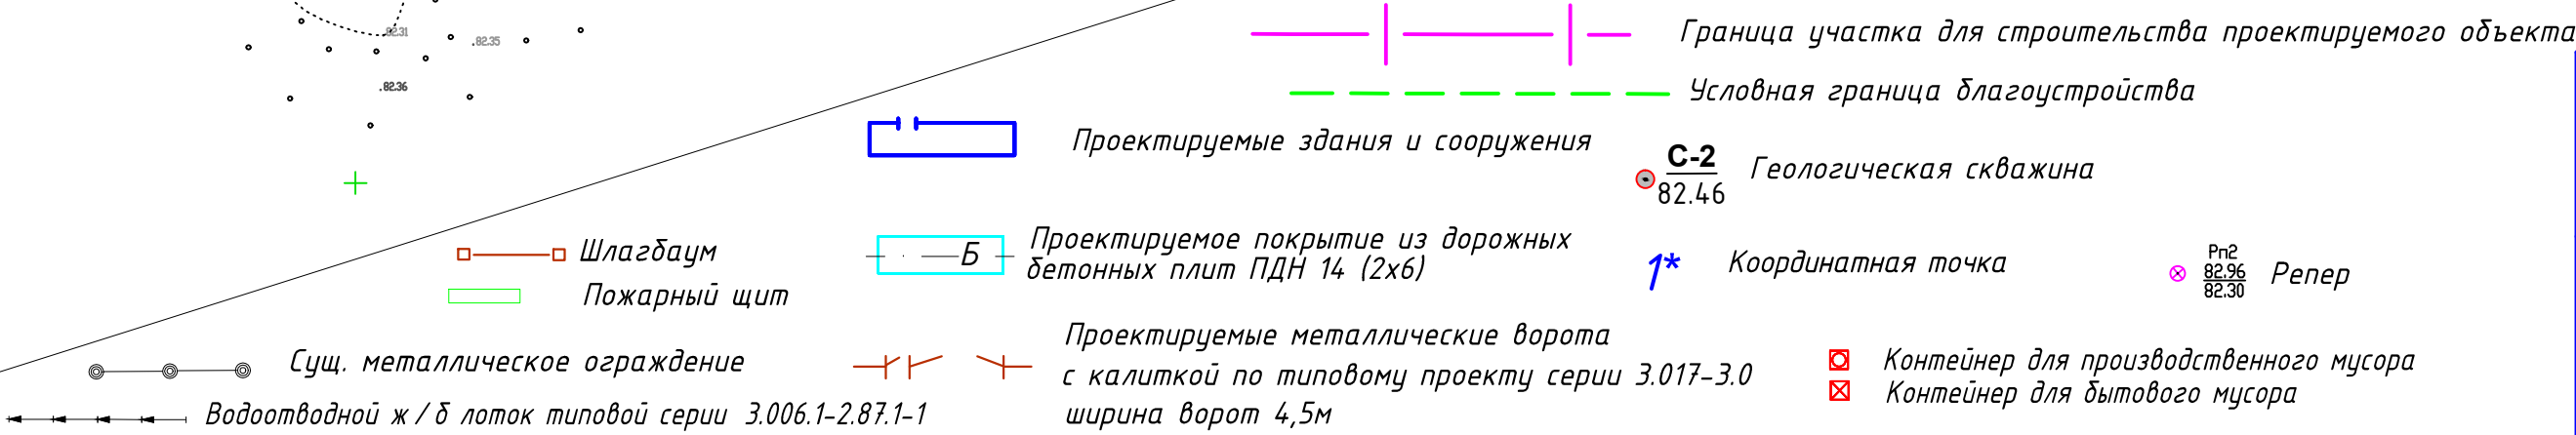 82.31
.82.35
.82.36
Граница участка для строительства проектируемого объекта
Условная граница благоустройства
Проектируемые здания и сооружения
С-2
82.46
Геологическая скважина
Шлагбаум
Пожарный щит
Б
Проектируемое покрытие из дорожных
бетонных плит ПДН 14 (2х6)
1*
Координатная точка
Рп2
82.96
82.30
Репер
Сущ. металлическое ограждение
Водоотводной ж/б лоток типовой серии 3.006.1-2.87.1-1
Проектируемые металлические ворота
с калиткой по типовому проекту серии 3.017-3.0
ширина ворот 4,5м
Контейнер для производственного мусора
Контейнер для бытового мусора